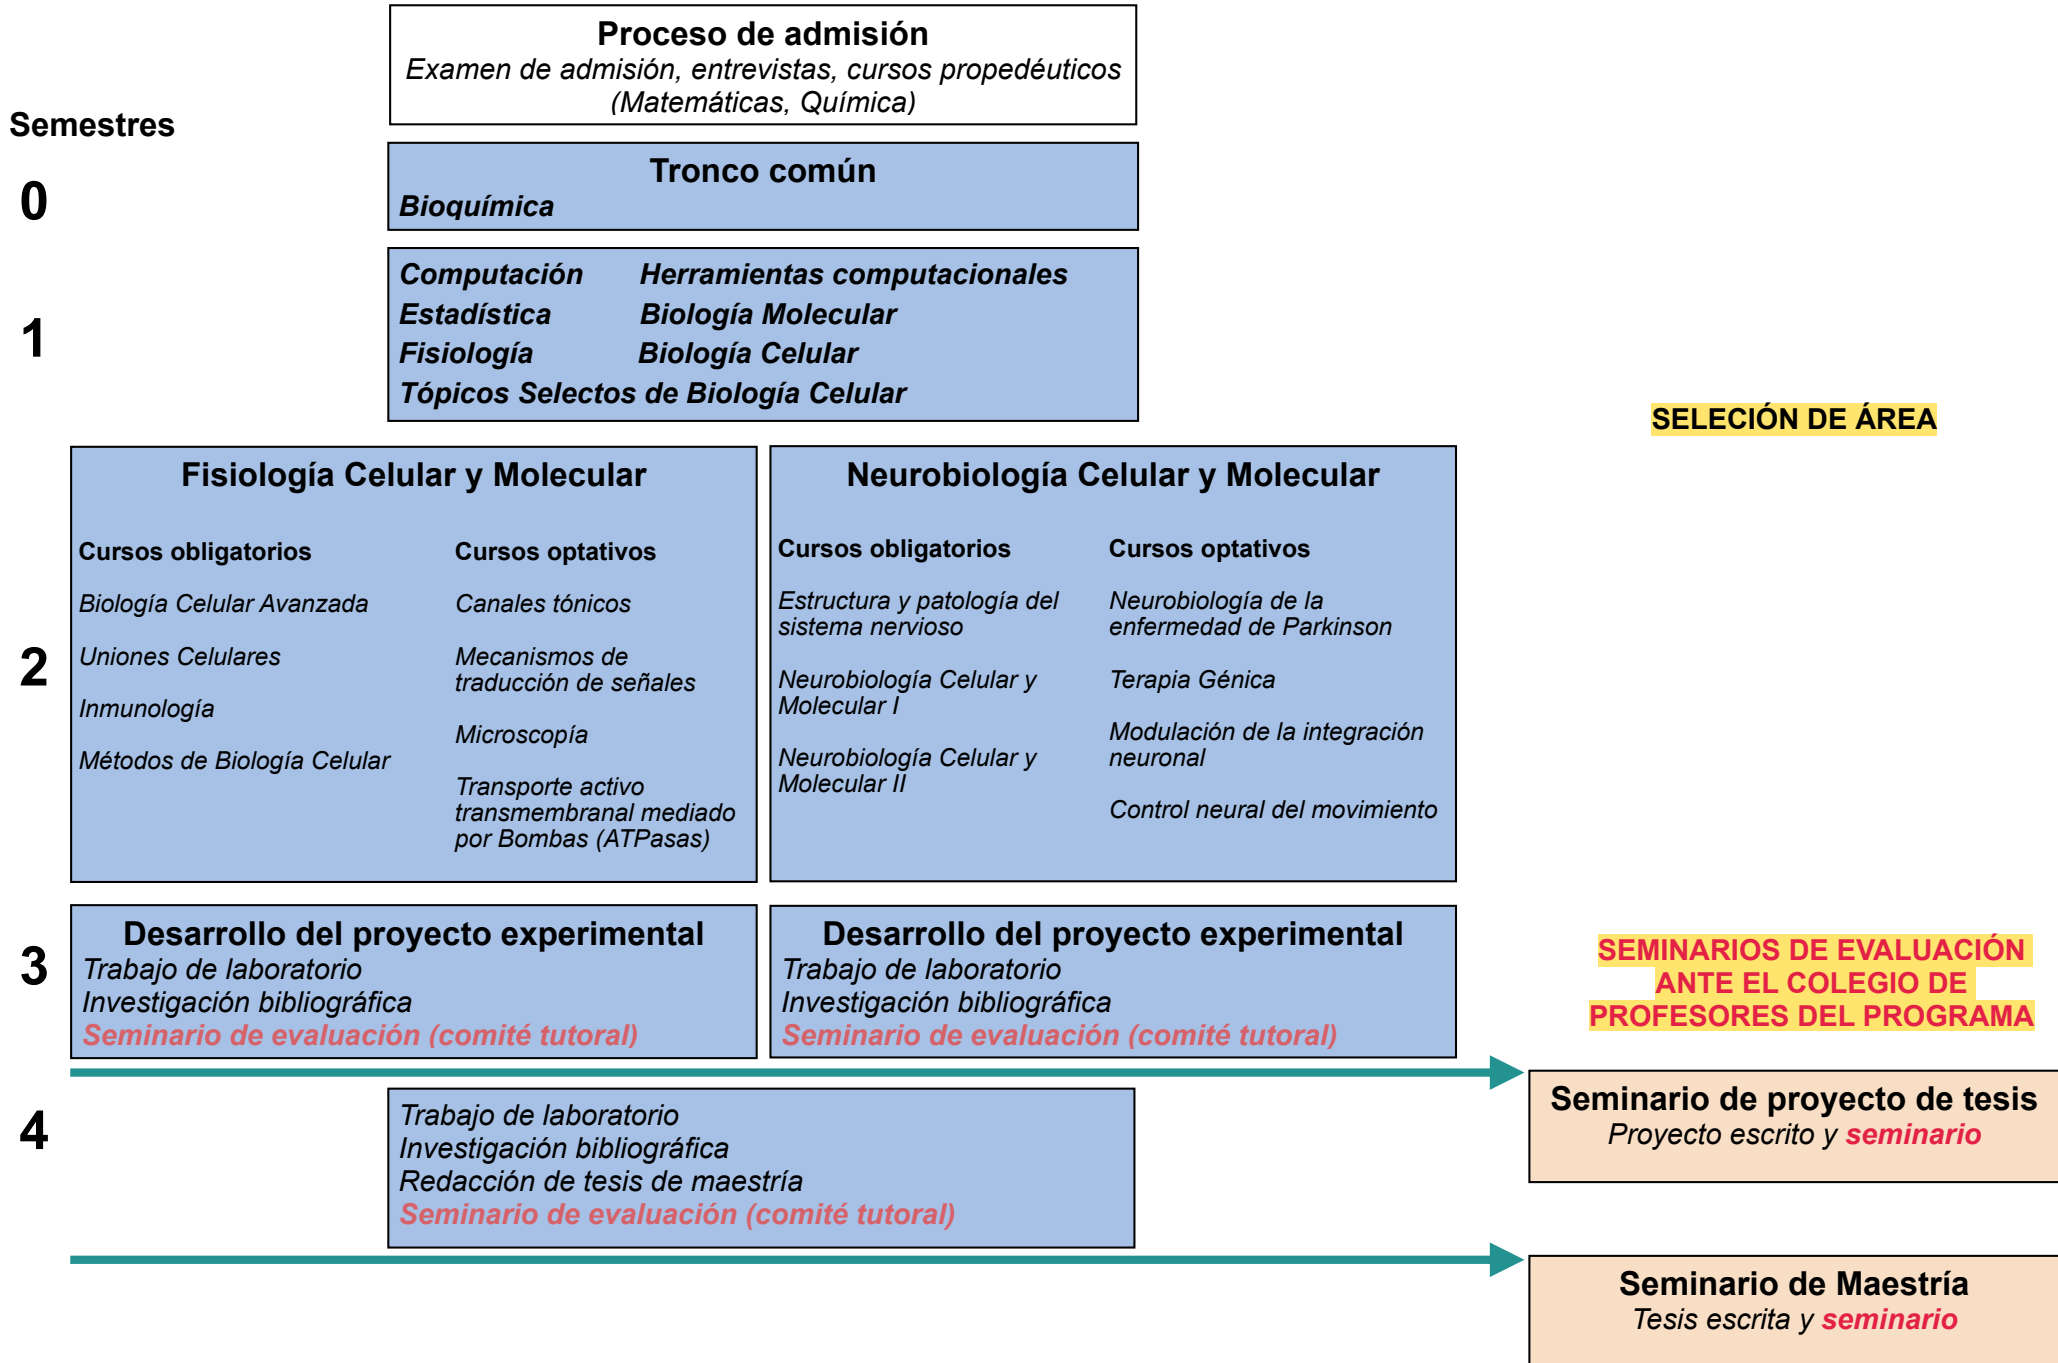 Proceso de admisión
Examen de admisión, entrevistas, cursos propedéuticos
(Matemáticas, Química)
Semestres
0
Tronco común
Bioquímica
1
Computación Herramientas computacionales
Estadística Biología Molecular
Fisiología Biología Celular
Tópicos Selectos de Biología Celular
SELECIÓN DE ÁREA
2
Fisiología Celular y Molecular
Cursos obligatorios
Biología Celular Avanzada
Uniones Celulares
Inmunología
Métodos de Biología Celular
Cursos optativos
Canales tónicos
Mecanismos de
traducción de señales
Microscopía
Transporte activo
transmembranal mediado
por Bombas (ATPasas)
Neurobiología Celular y Molecular
Cursos obligatorios
Estructura y patología del
sistema nervioso
Neurobiología Celular y
Molecular I
Neurobiología Celular y
Molecular II
Cursos optativos
Neurobiología de la
enfermedad de Parkinson
Terapia Génica
Modulación de la integración
neuronal
Control neural del movimiento
3
Desarrollo del proyecto experimental
Trabajo de laboratorio
Investigación bibliográfica
Seminario de evaluación (comité tutoral)
Desarrollo del proyecto experimental
Trabajo de laboratorio
Investigación bibliográfica
Seminario de evaluación (comité tutoral)
SEMINARIOS DE EVALUACIÓN
ANTE EL COLEGIO DE
PROFESORES DEL PROGRAMA
4
Trabajo de laboratorio
Investigación bibliográfica
Redacción de tesis de maestría
Seminario de evaluación (comité tutoral)
Seminario de proyecto de tesis
Proyecto escrito y seminario
Seminario de Maestría
Tesis escrita y seminario